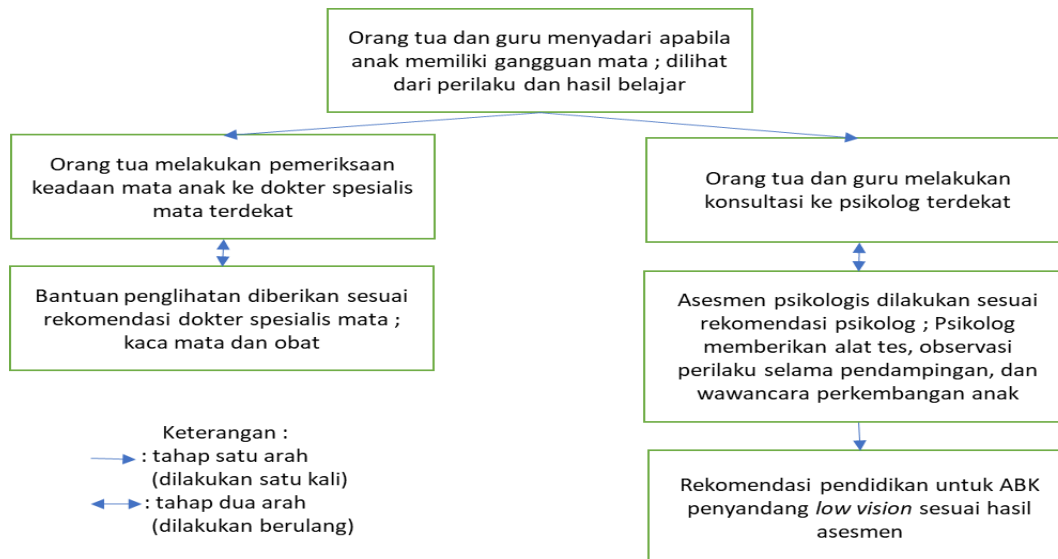 Orang tua dan guru menyadari apabila
anak memiliki gangguan mata ; dilihat
dari perilaku dan hasil belajar
Orang tua melakukan pemeriksaan
keadaan mata anak ke dokter spesialis
mata terdekat
Orang tua dan guru melakukan
konsultasi ke psikolog terdekat
Bantuan penglihatan diberikan sesuai
rekomendasi dokter spesialis mata ;
kaca mata dan obat
Asesmen psikologis dilakukan sesuai
rekomendasi psikolog ; Psikolog
memberikan alat tes, observasi
perilaku selama pendampingan, dan
wawancara perkembangan anak
Keterangan :
: tahap satu arah
(dilakukan satu kali)
: tahap dua arah
(dilakukan berulang)
Rekomendasi pendidikan untuk ABK
penyandang low vision sesuai hasil
asesmen